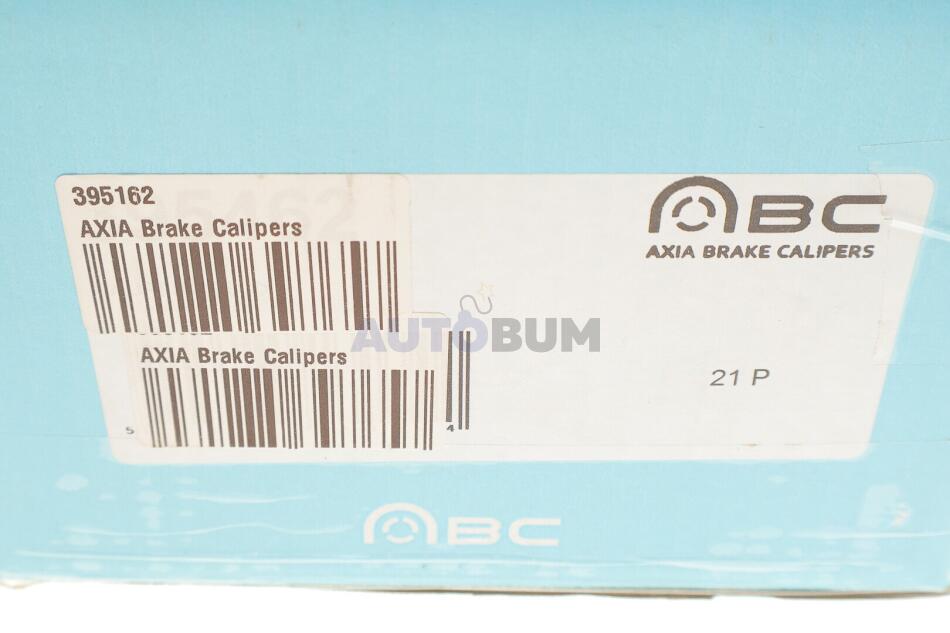 395162
AXIA Brake Calipers
ABC
AXIA BRAKE CALIPERS
AUTOBUM
AXIA Brake Calipers
21 P
5
4
ABC